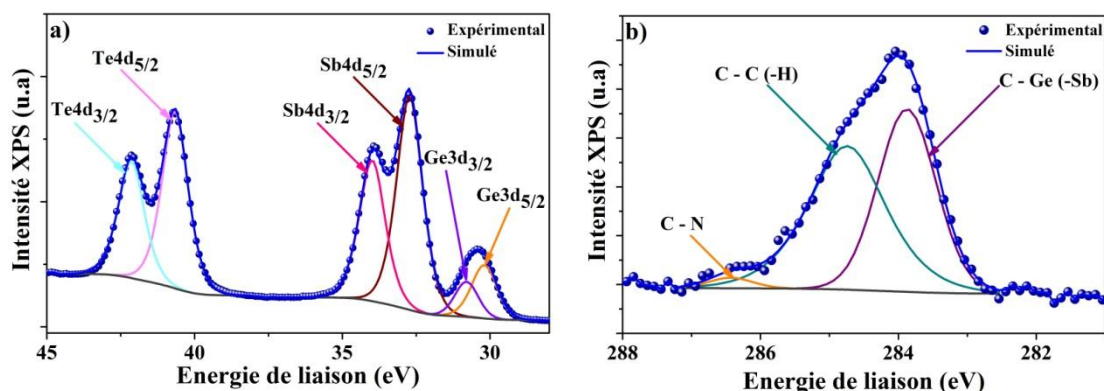 a)
Expérimental
Simulé
Te4d5/2
Te4d3/2
Sb4d5/2
Sb4d3/2
Ge3d3/2
Ge3d5/2
Intensité XPS (u.a)
45 40 35 30
Energie de liaison (eV)
b)
Expérimental
Simulé
C - C (-H)
C - Ge (-Sb)
C - N
Intensité XPS (u.a)
288 286 284 282
Energie de liaison (eV)